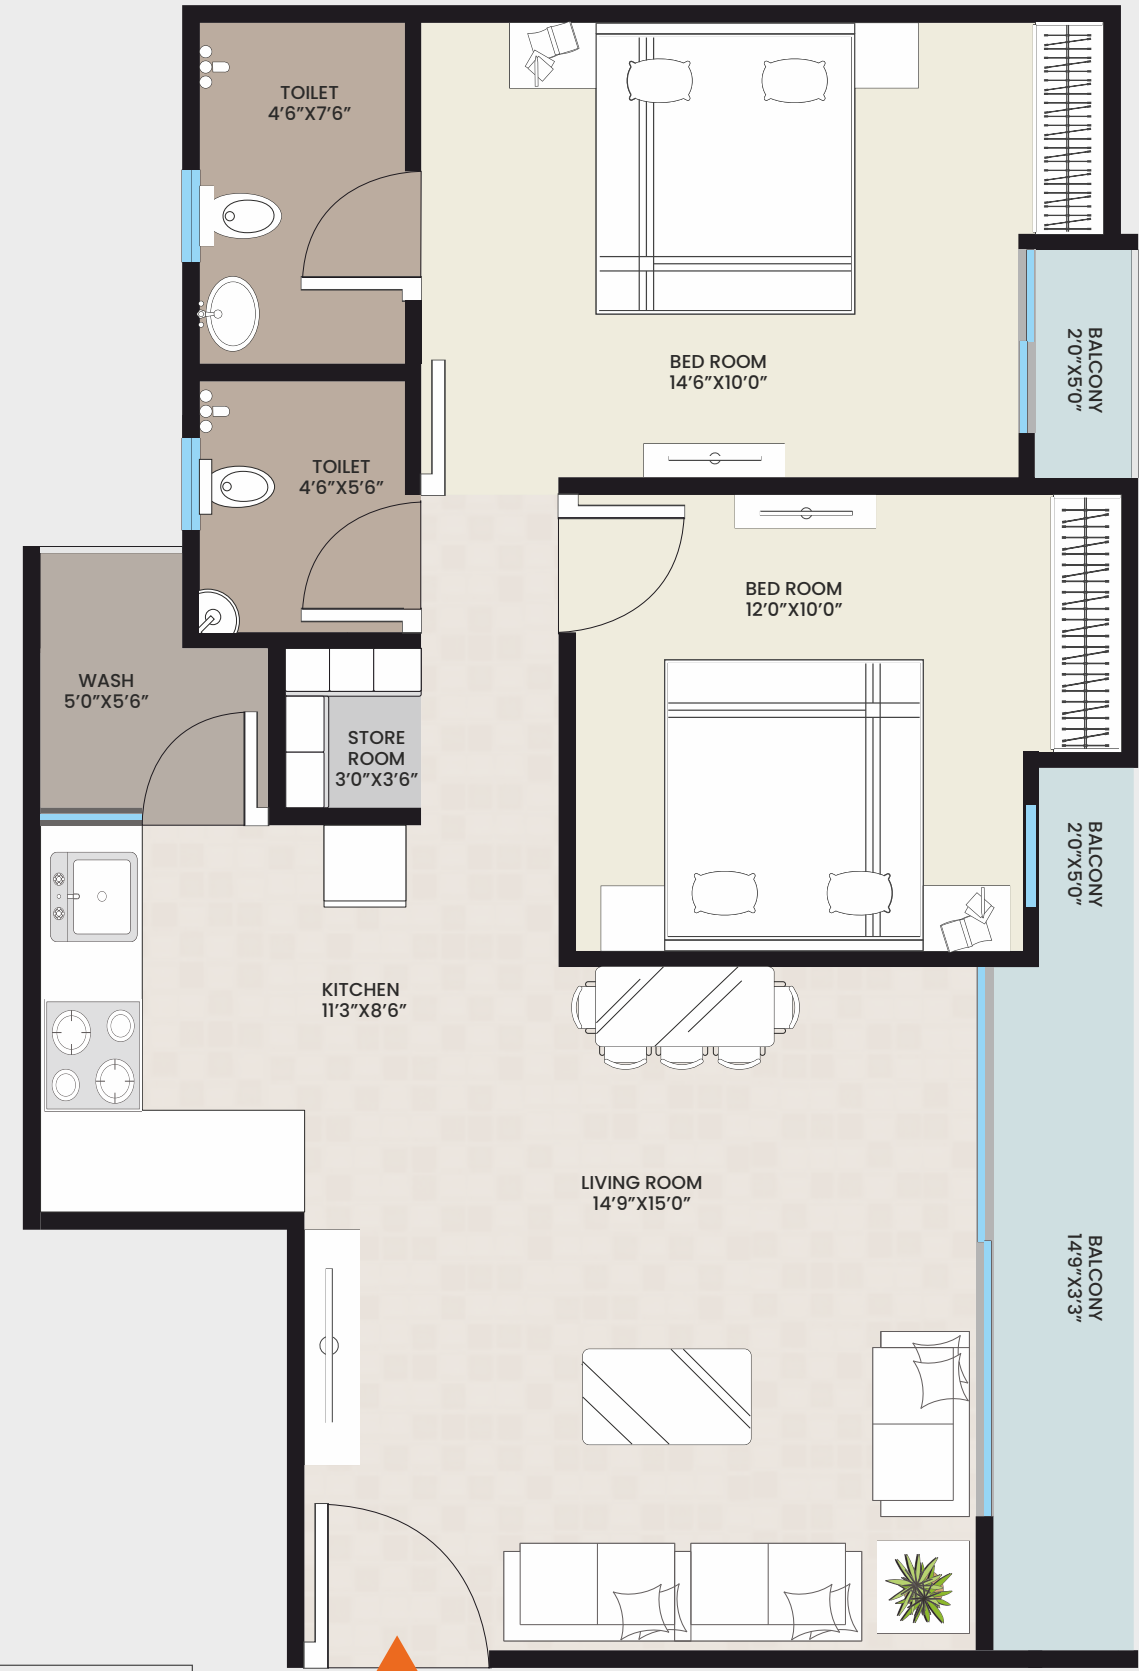 TOILET
4'6"X7'6"
BED ROOM
14'6"X10'0"
BALCONY
2'0"X5'0"
TOILET
4'6"X5'6"
BED ROOM
12'0"X10'0"
WASH
5'0"X5'6"
STORE
ROOM
3'0"X3'6"
BALCONY
2'0"X5'0"
KITCHEN
11'3"X8'6"
LIVING ROOM
14'9"X15'0"
BALCONY
14'9"X3'3"